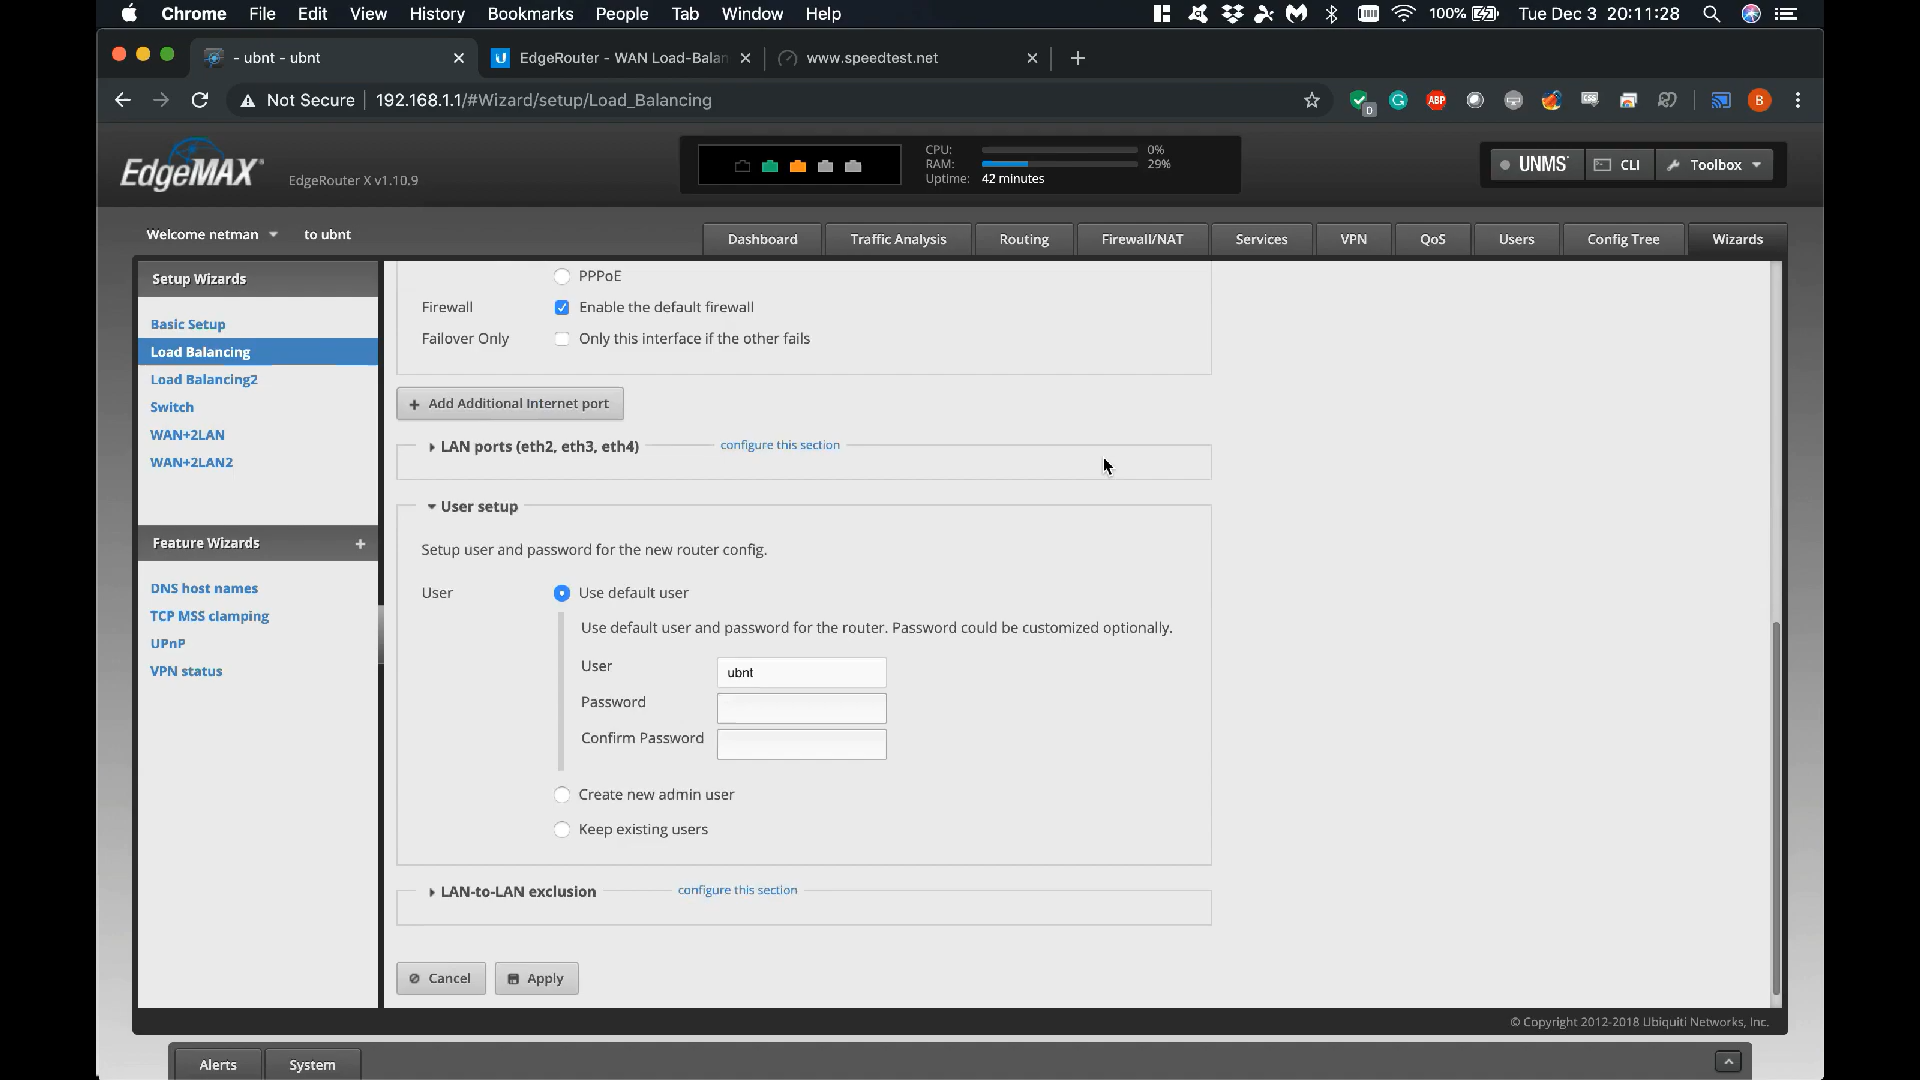 Chrome File Edit View History Bookmarks People Tab Window Help 100% Tue Dec 3 20:11:28
- ubnt - ubnt EdgeRouter - WAN Load-Balan www.speedtest.net
Not Secure 192.168.1.1/#Wizard/setup/Load_Balancing 0 ABP CSS B
EdgeMAX EdgeRouter X v1.10.9
CPU: 0%
RAM: 29%
Uptime: 42 minutes
UNMS CLI Toolbox
Welcome netman to ubnt
Dashboard Traffic Analysis Routing Firewall/NAT Services VPN QoS Users Config Tree Wizards
Setup Wizards
Basic Setup
Load Balancing
Load Balancing2
Switch
WAN+2LAN
WAN+2LAN2
Feature Wizards +
DNS host names
TCP MSS clamping
UPnP
VPN status
PPPoE
Firewall Enable the default firewall
Failover Only Only this interface if the other fails
+ Add Additional Internet port
LAN ports (eth2, eth3, eth4) configure this section
User setup
Setup user and password for the new router config.
User Use default user
Use default user and password for the router. Password could be customized optionally.
User ubnt
Password
Confirm Password
Create new admin user
Keep existing users
LAN-to-LAN exclusion configure this section
Cancel Apply
© Copyright 2012-2018 Ubiquiti Networks, Inc.
Alerts System